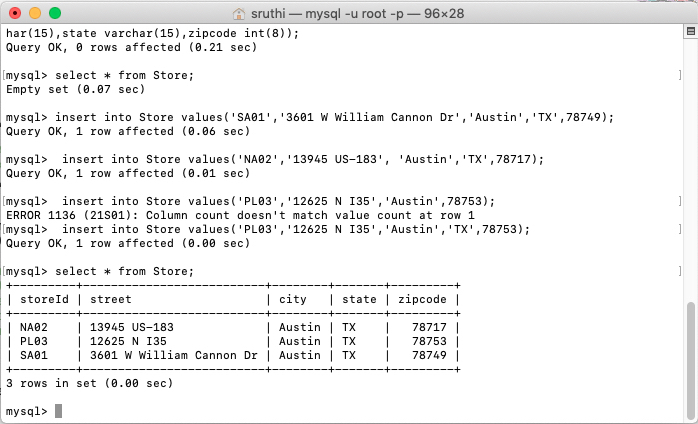 sruthi — mysql -u root -p — 96×28
har(15),state varchar(15),zipcode int(8));
Query OK, 0 rows affected (0.21 sec)
[mysql> select * from Store; ]
Empty set (0.07 sec)
mysql> insert into Store values('SA01','3601 W William Cannon Dr','Austin','TX',78749);
Query OK, 1 row affected (0.06 sec)
mysql>  insert into Store values('NA02','13945 US-183', 'Austin','TX',78717);
Query OK, 1 row affected (0.01 sec)
[mysql>  insert into Store values('PL03','12625 N I35','Austin',78753); ]
ERROR 1136 (21S01): Column count doesn't match value count at row 1
[mysql>  insert into Store values('PL03','12625 N I35','Austin','TX',78753); ]
Query OK, 1 row affected (0.00 sec)
[mysql> select * from Store; ]
+---------+--------------------------+--------+-------+---------+
| storeId | street                   | city   | state | zipcode |
+---------+--------------------------+--------+-------+---------+
| NA02    | 13945 US-183             | Austin | TX    |   78717 |
| PL03    | 12625 N I35              | Austin | TX    |   78753 |
| SA01    | 3601 W William Cannon Dr | Austin | TX    |   78749 |
+---------+--------------------------+--------+-------+---------+
3 rows in set (0.00 sec)
mysql>